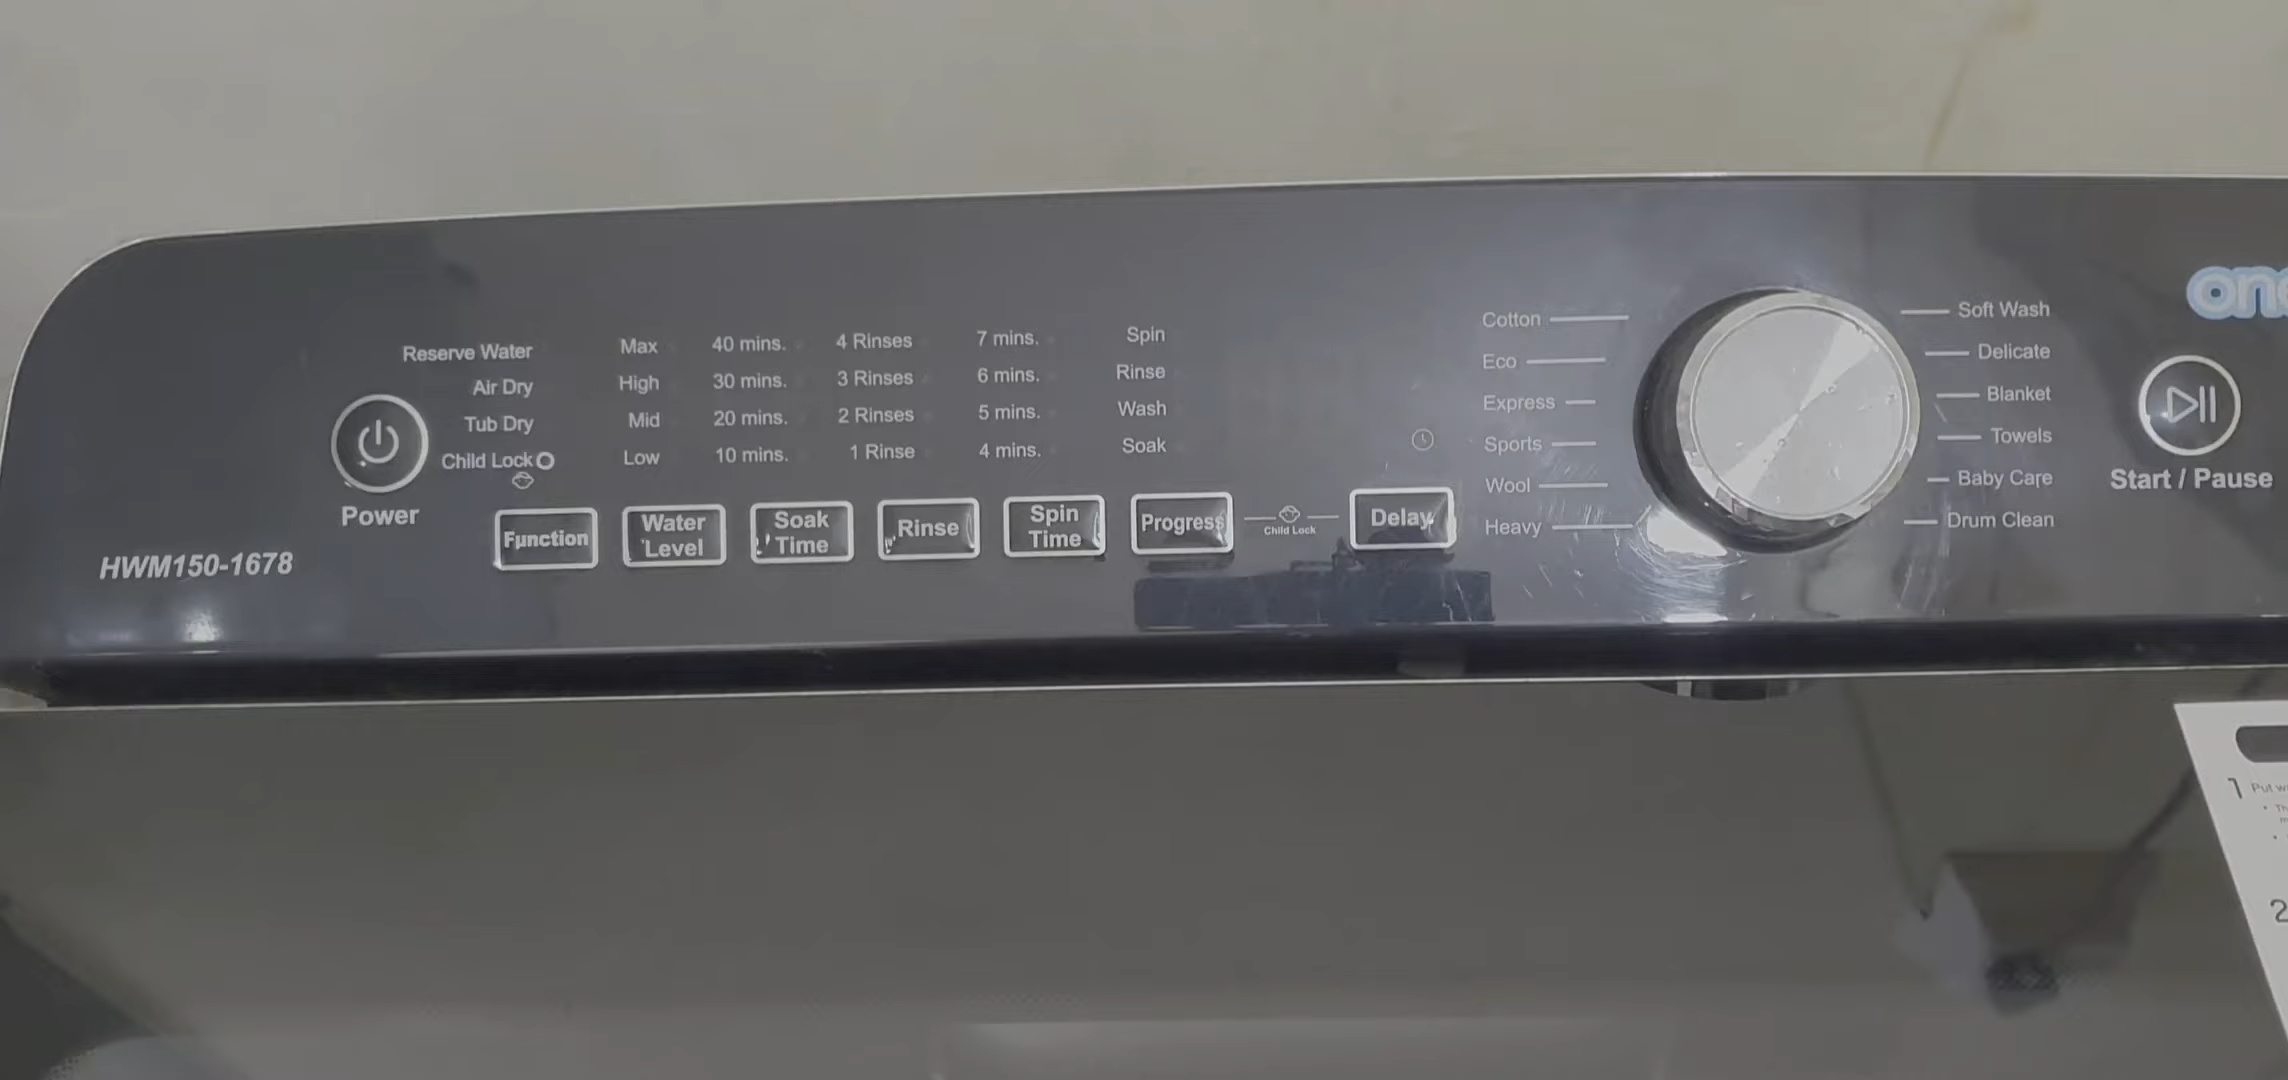 Reserve Water
Air Dry
Tub Dry
Child Lock
Max
High
Mid
Low
40 mins.
30 mins.
20 mins.
10 mins.
4 Rinses
3 Rinses
2 Rinses
1 Rinse
7 mins.
6 mins.
5 mins.
4 mins.
Spin
Rinse
Wash
Soak
Power
HWM150-1678
Function
Water
Level
Soak
Time
Rinse
Spin
Time
Progress
Child Lock
Delay
Cotton
Eco
Express
Sports
Wool
Heavy
Soft Wash
Delicate
Blanket
Towels
Baby Care
Drum Clean
Start / Pause
1 Put
2